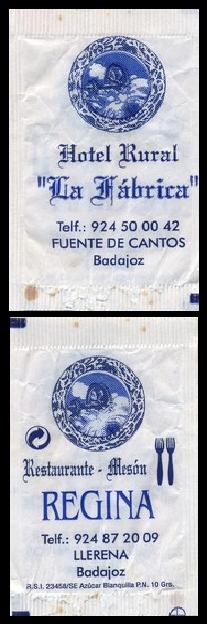 Hotel Rural
"La Fábrica"
Telf.: 924 50 00 42
FUENTE DE CANTOS
Badajoz
Restaurante - Mesón
REGINA
Telf.: 924 87 20 09
LLERENA
Badajoz
R.S.I. 23458/SE Azúcar Blanquilla P.N. 10 Grs.